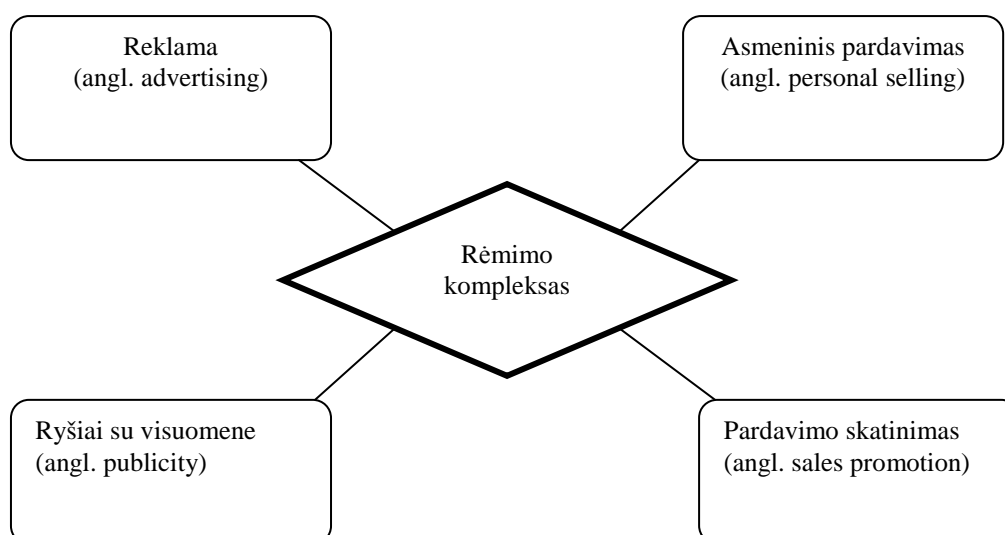 Reklama
(angl. advertising)
Asmeninis pardavimas
(angl. personal selling)
Rėmimo
kompleksas
Ryšiai su visuomene
(angl. publicity)
Pardavimo skatinimas
(angl. sales promotion)